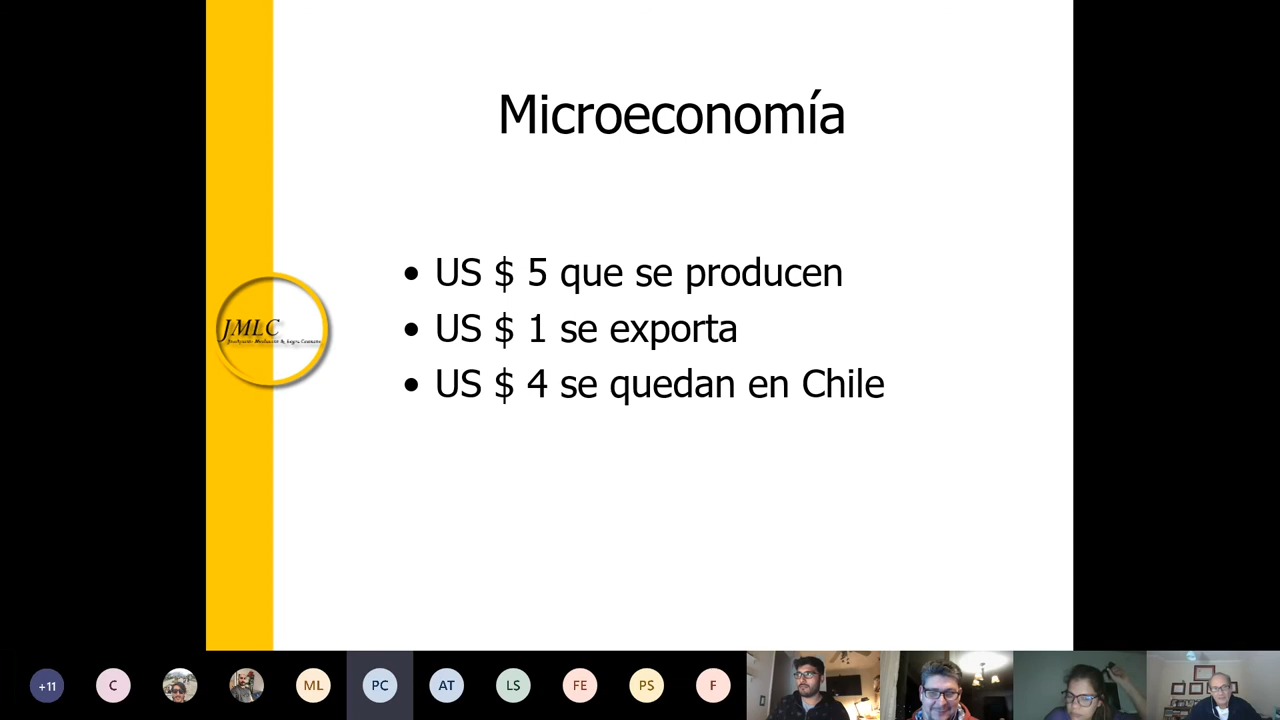 Microeconomía
• US $ 5 que se producen
• US $ 1 se exporta
• US $ 4 se quedan en Chile
JMLC
+11
C
ML
PC
AT
LS
FE
PS
F